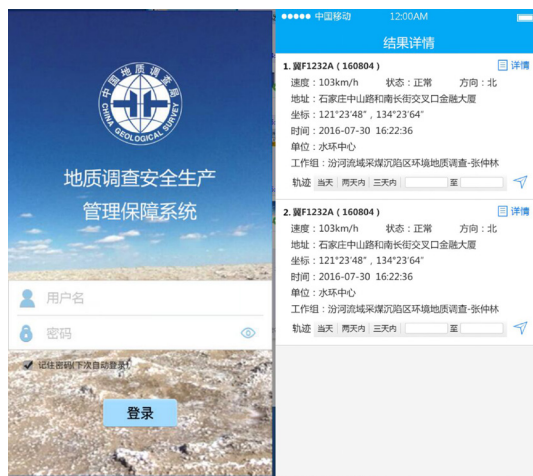 中国地质调查局
CHINA GEOLOGICAL SURVEY
地质调查安全生产
管理保障系统
用户名
密码
记住密码(下次自动登录)
登录
中国移动 12:00AM
结果详情
1. 冀F1232A ( 160804 ) 详情
速度：103km/h 状态：正常 方向：北
地址：石家庄中山路和南长街交叉口金融大厦
坐标：121°23'48"，134°23'64"
时间：2016-07-30 16:22:36
单位：水环中心
工作组：汾河流域采煤沉陷区环境地质调查-张仲林
轨迹 当天 两天内 三天内 至
2. 冀F1232A ( 160804 ) 详情
速度：103km/h 状态：正常 方向：北
地址：石家庄中山路和南长街交叉口金融大厦
坐标：121°23'48"，134°23'64"
时间：2016-07-30 16:22:36
单位：水环中心
工作组：汾河流域采煤沉陷区环境地质调查-张仲林
轨迹 当天 两天内 三天内 至